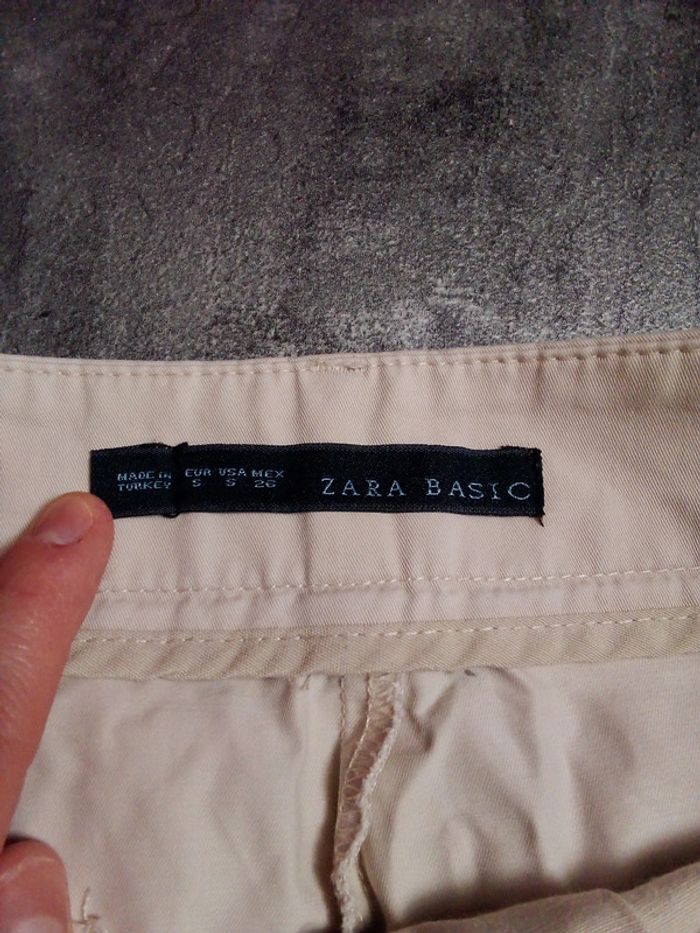 MADE IN
TURKEY
EUR USA MEX
S S 26
ZARA BASIC